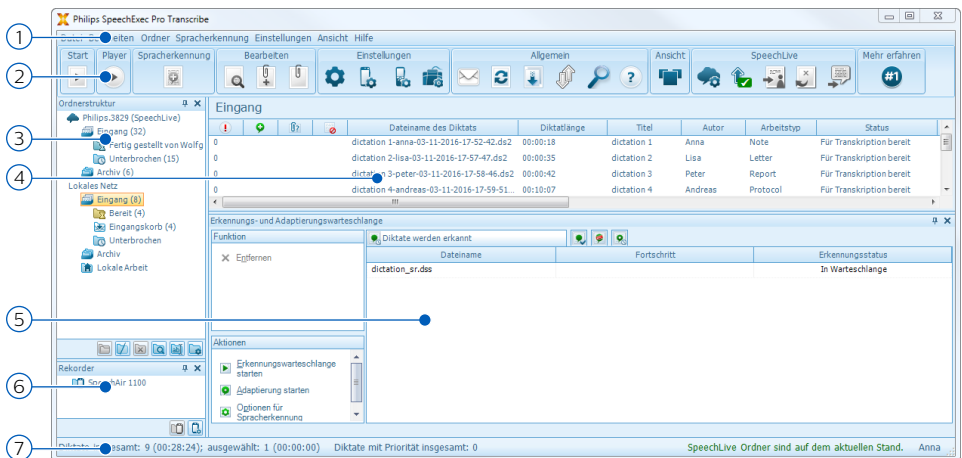 Philips SpeechExec Pro Transcribe
1
eiten Ordner Spracherkennung Einstellungen Ansicht Hilfe
Start Player Spracherkennung Bearbeiten Einstellungen Allgemein Ansicht SpeechLive Mehr erfahren
2
#1
Ordnerstruktur
Eingang
Philips.3829 (SpeechLive)
Dateiname des Diktats Diktatlänge Titel Autor Arbeitstyp Status
3
Eingang (32)
Fertig gestellt von Wolfg
0 dictation 1-anna-03-11-2016-17-52-42.ds2 00:00:18 dictation 1 Anna Note Für Transkription bereit
Unterbrochen (15)
0 dictation 2-lisa-03-11-2016-17-57-47.ds2 00:00:35 dictation 2 Lisa Letter Für Transkription bereit
4
Archiv (6)
0 dictation 3-peter-03-11-2016-17-58-46.ds2 00:00:42 dictation 3 Peter Report Für Transkription bereit
Lokales Netz
0 dictation 4-andreas-03-11-2016-17-59-51... 00:10:07 dictation 4 Andreas Protocol Für Transkription bereit
Eingang (8)
Bereit (4)
Eingangskorb (4)
Unterbrochen
Archiv
Lokale Arbeit
Erkennungs- und Adaptierungswarteschlange
Funktion
Entfernen
Diktate werden erkannt
Dateiname Fortschritt Erkennungsstatus
dictation_sr.dss In Warteschlange
5
Aktionen
Erkennungswarteschlange
starten
Adaptierung starten
Optionen für
Spracherkennung
Rekorder
6
SpeechAir 1100
7
Diktate insgesamt: 9 (00:28:24); ausgewählt: 1 (00:00:00) Diktate mit Priorität insgesamt: 0 SpeechLive Ordner sind auf dem aktuellen Stand. Anna